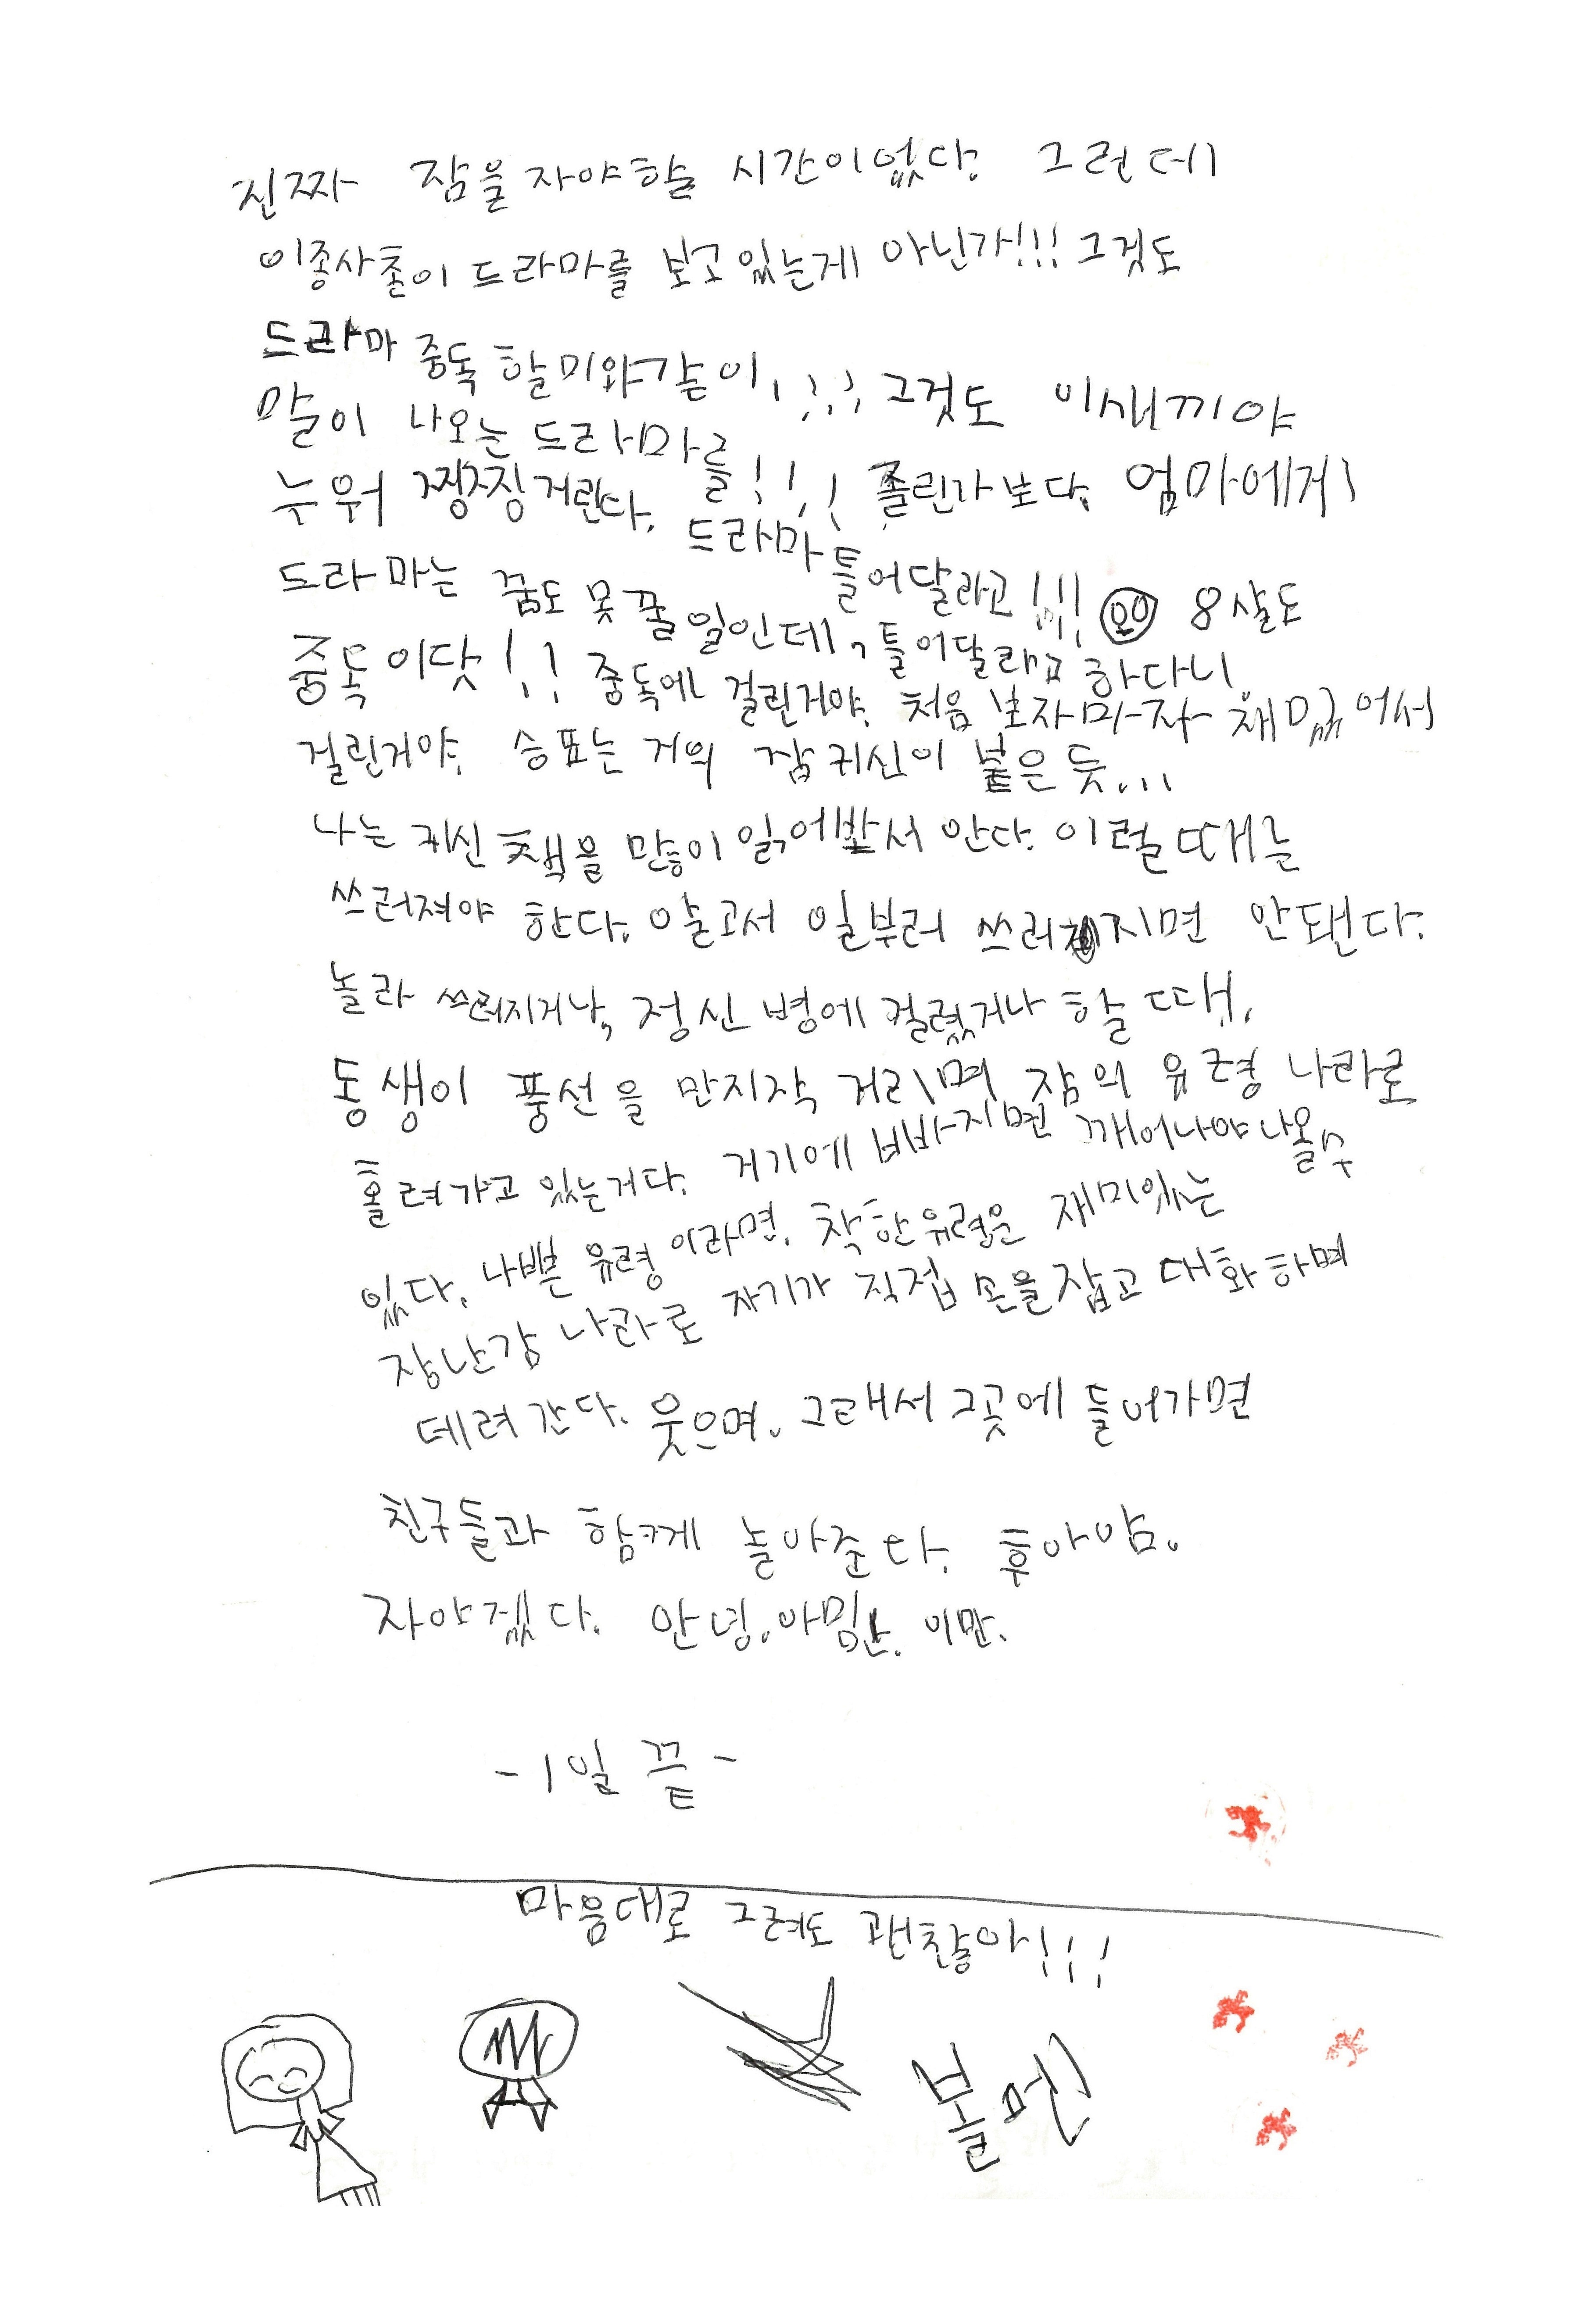 진짜 잠을 자야할 시간이었다. 그런데
이종사촌이 드라마를 보고있는게 아닌가!!! 그것도
드라마 중독 할미와같이!!! 그것도 이새끼야
말이 나오는 드라마를!!! 졸린가보다. 엄마에게
누워 찡찡거린다. 드라마 틀어달라고!!! 8살도
드라마는 꿈도 못 꿀 일인데, 틀어달라고 하다니
중독이닷!!! 중독에 걸린거야. 처음 보자마자 재밌어서
걸린거야. 승표는 거의 잠귀신이 붙은 듯...
나는 귀신 책을 많이 읽어봐서 안다. 이럴 때는
쓰러져야 한다. 알고서 일부러 쓰러지면 안됀다.
놀라 쓰러지거나, 정신병에 걸렸거나 할 때.
동생이 풍선을 만지작 거리며 잠의 유령 나라로
홀려가고 있는거다. 거기에 빠지면 깨어나야 나올수
있다. 나쁜 유령이라면. 착한유령은 재미있는
장난감 나라로 자기가 직접 손을 잡고 대화하며
데려간다. 웃으며. 그래서 그곳에 들어가면
친구들과 함께 놀아준다. 후아암.
자야겠다. 안녕. 이만.
-1일 끝-
마음대로 그려도 괜찮아!!!
볼멘